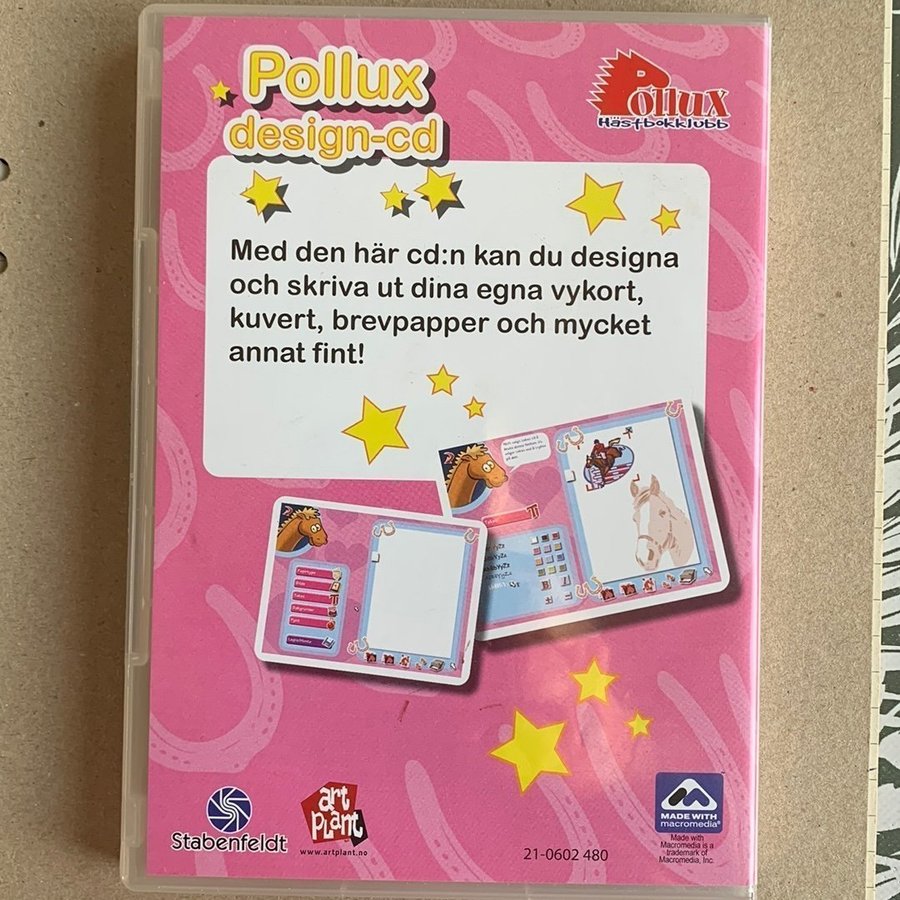 Pollux
design-cd
Pollux
Hästbokklubb
Med den här cd:n kan du designa
och skriva ut dina egna vykort,
kuvert, brevpapper och mycket
annat fint!
Stabenfeldt
art
plant
www.artplant.no
21-0602 480
MADE WITH
macromedia®
Made with
Macromedia is a
trademark of
Macromedia, Inc.